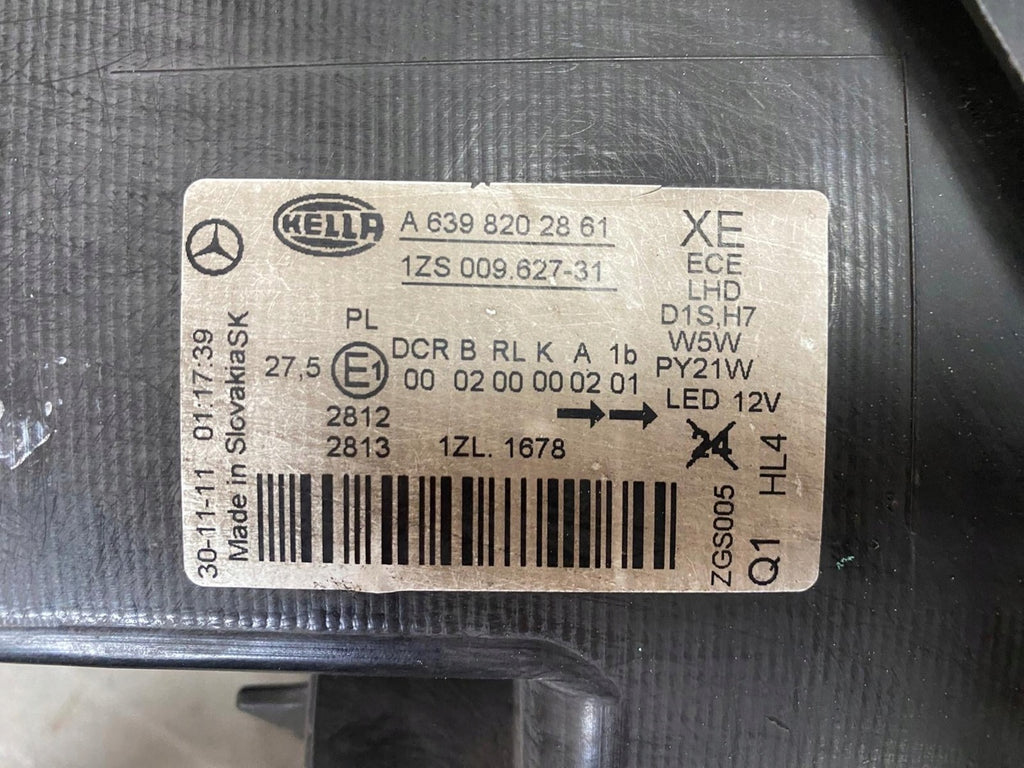 HELLA
A 639 820 28 61
1ZS 009.627-31
XE
ECE
LHD
D1S,H7
W5W
PY21W
LED 12V
24
PL
27,5 E1 DCR B RL K A 1b
00 02 00 00 02 01
2812
2813 1ZL. 1678
30-11-11 01:17:39
Made in SlovakiaSK
ZGS005
Q1 HL4